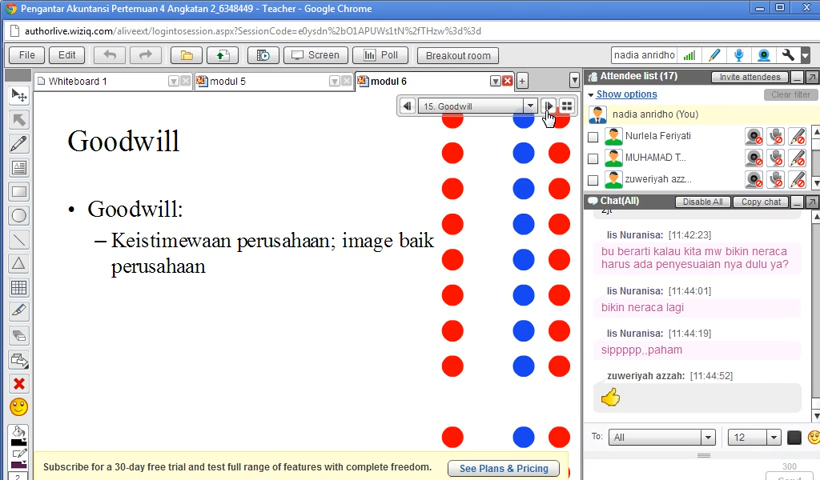 Pengantar Akuntansi Pertemuan 4 Angkatan 2_6348449 - Teacher - Google Chrome
authorlive.wiziq.com/aliveext/logintosession.aspx?SessionCode=e0ysdn%2bO1APUWs1tN%2fTHzw%3d%3d
File Edit Screen Poll Breakout room nadia anridho
Whiteboard 1 modul 5 modul 6
15. Goodwill
Goodwill
• Goodwill:
– Keistimewaan perusahaan; image baik
perusahaan
Subscribe for a 30-day free trial and test full range of features with complete freedom. See Plans & Pricing
Attendee list (17) Invite attendees
Show options Clear filter
nadia anridho (You)
Nurlela Feriyati
MUHAMAD T...
zuweriyah azz...
Chat(All) Disable All Copy chat
Iis Nuranisa: [11:42:23]
bu berarti kalau kita mw bikin neraca
harus ada penyesuaian nya dulu ya?
Iis Nuranisa: [11:44:01]
bikin neraca lagi
Iis Nuranisa: [11:44:19]
sippppp,,paham
zuweriyah azzah: [11:44:52]
To: All 12
300